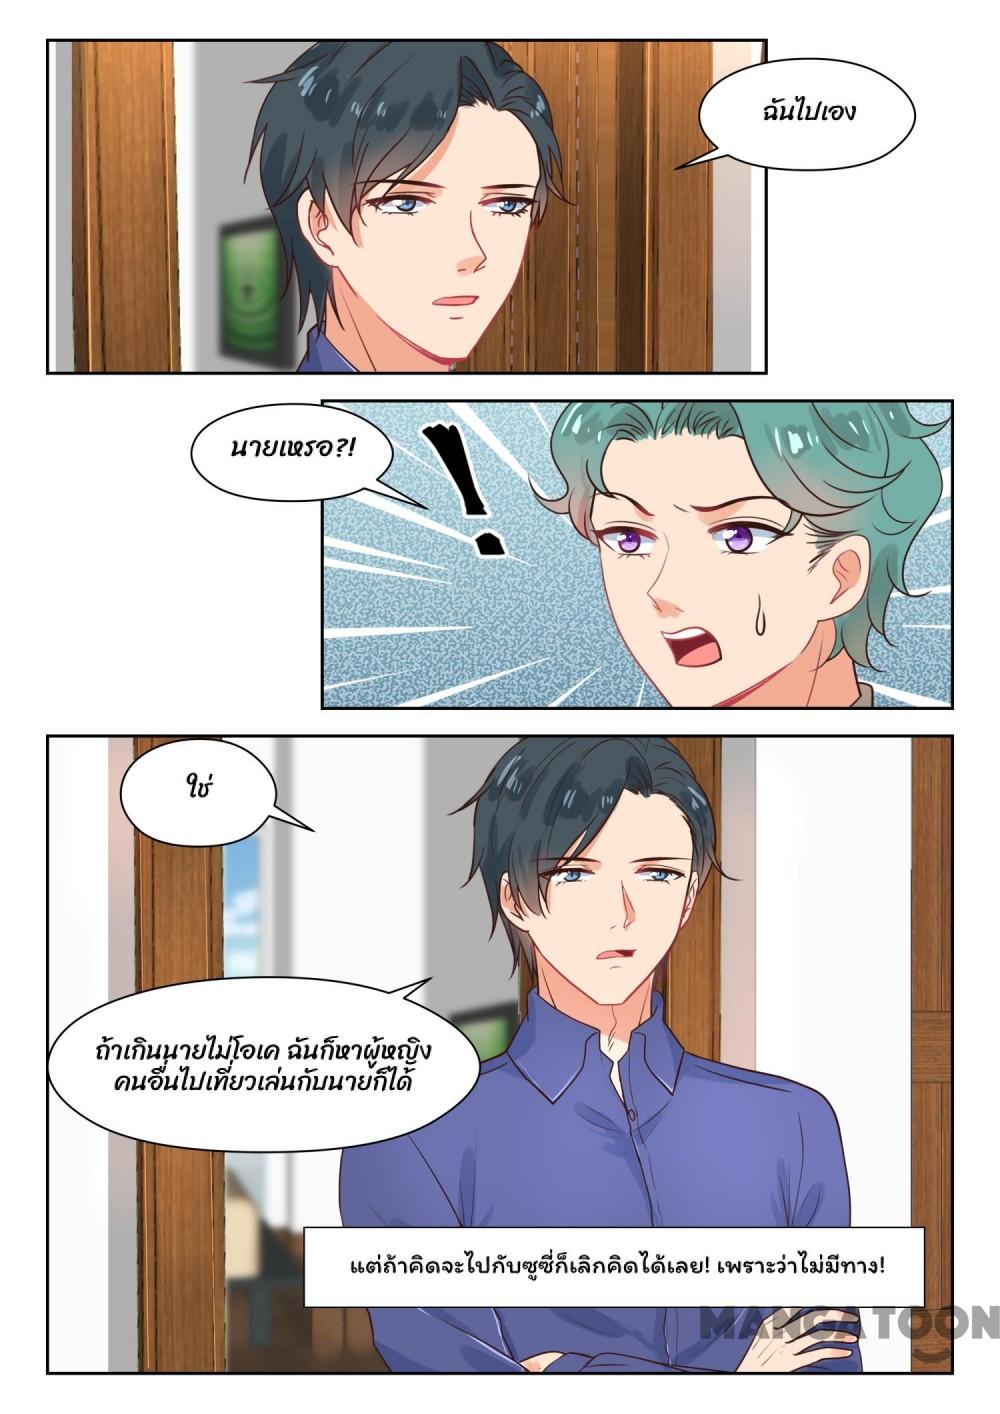 ฉันไปเอง
นายเหรอ?!
!
ใช่
ถ้าเกินนายไม่โอเค ฉันก็หาผู้หญิง
คนอื่นไปเที่ยวเล่นกับนายก็ได้
แต่ถ้าคิดจะไปกับซูซี่ก็เลิกคิดได้เลย! เพราะว่าไม่มีทาง!
MANGATOON